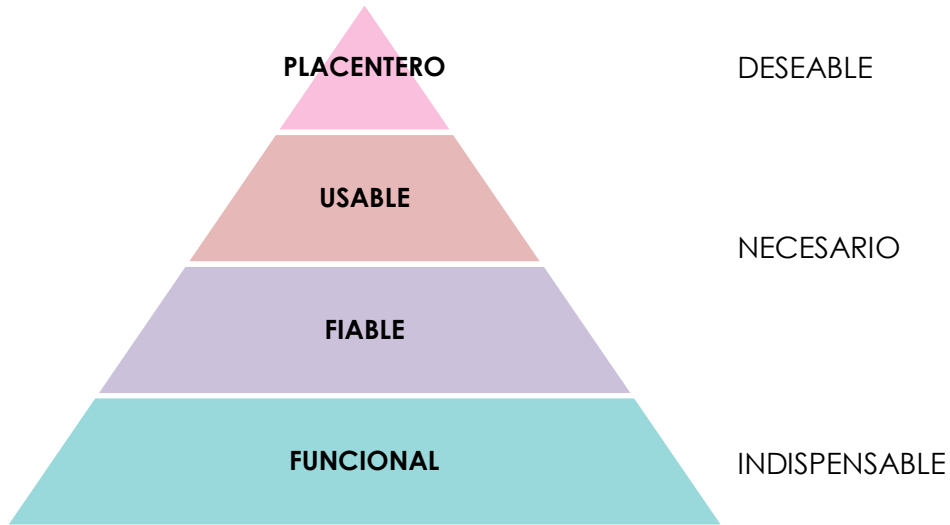 PLACENTERO
DESEABLE
USABLE
NECESARIO
FIABLE
FUNCIONAL
INDISPENSABLE